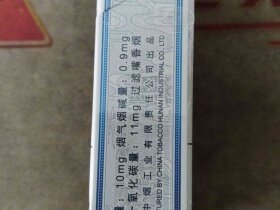 量：10mg 烟气烟碱量：0.9mg
一氧化碳量：11mg 过滤嘴香烟
中烟工业有限责任公司出品
TURED BY CHINA TOBACCO HUNAN INDUSTRIAL CO., LTD.